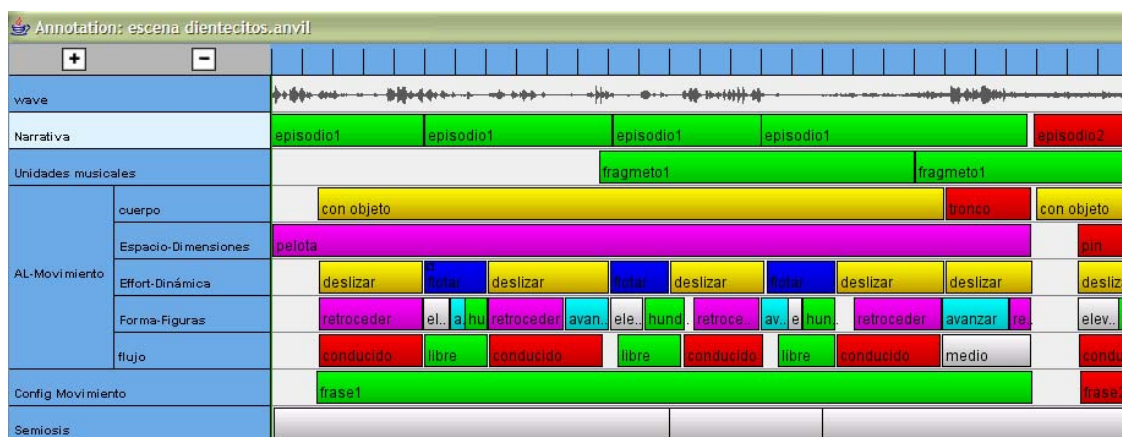 Annotation: escena dientecitos.anvil
+ −
wave
Narrativa episodio1 episodio1 episodio1 episodio1 episodio2
Unidades musicales fragmeto1 fragmeto1
cuerpo con objeto tronco con objeto
Espacio-Dimensiones pelota pin
AL-Movimiento Effort-Dinámica deslizar flotar deslizar flotar deslizar flotar deslizar deslizar desliz
Forma-Figuras retroceder el.. a. hu retroceder avan.. ele.. hund . retroce.. av.. e hun.. retroceder avanzar re. elev..
flujo conducido libre conducido libre conducido libre conducido medio condu
Config Movimiento frase1 frase2
Semiosis